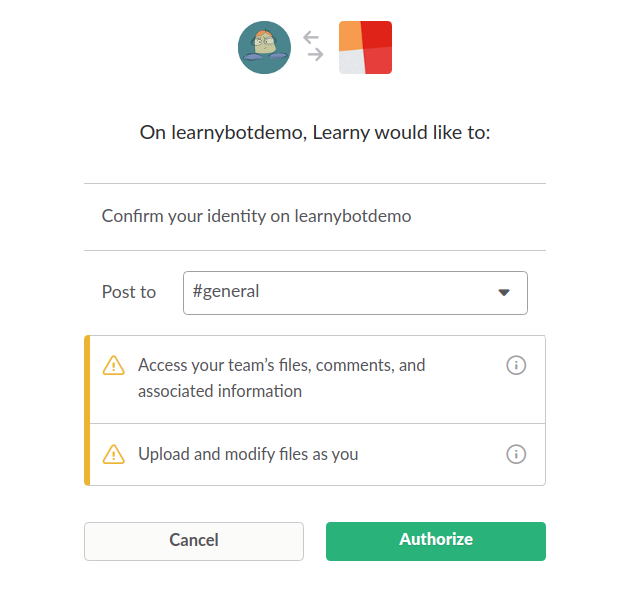 On learnybotdemo, Learny would like to:
Confirm your identity on learnybotdemo
Post to #general
Access your team’s files, comments, and
associated information
Upload and modify files as you
Cancel Authorize